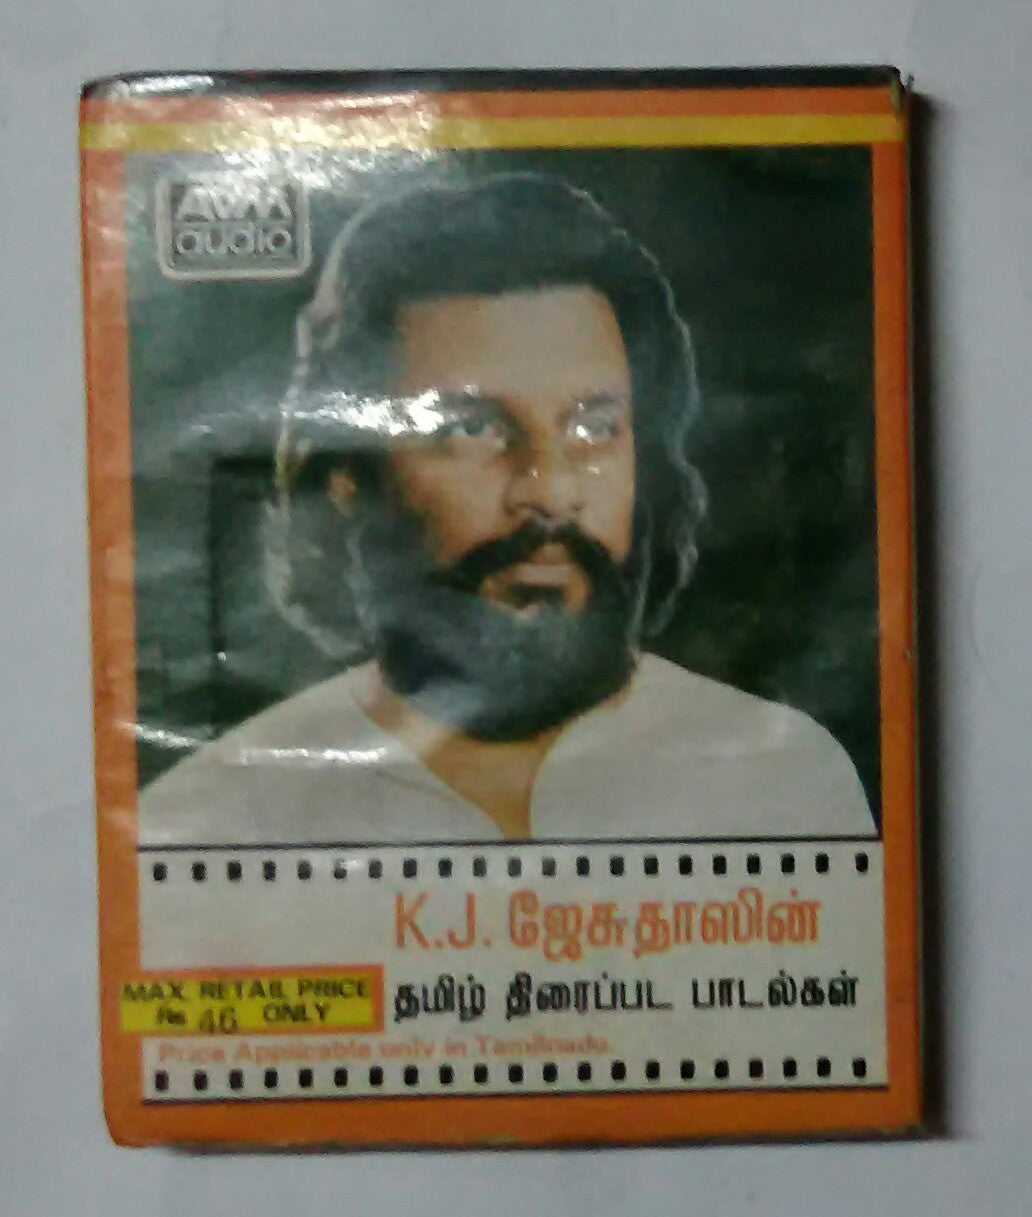 AVM
audio
K.J. ஜேசுதாஸின்
தமிழ் திரைப்பட பாடல்கள்
MAX. RETAIL PRICE
Rs 46 ONLY
Price Applicable only in Tamilnadu.